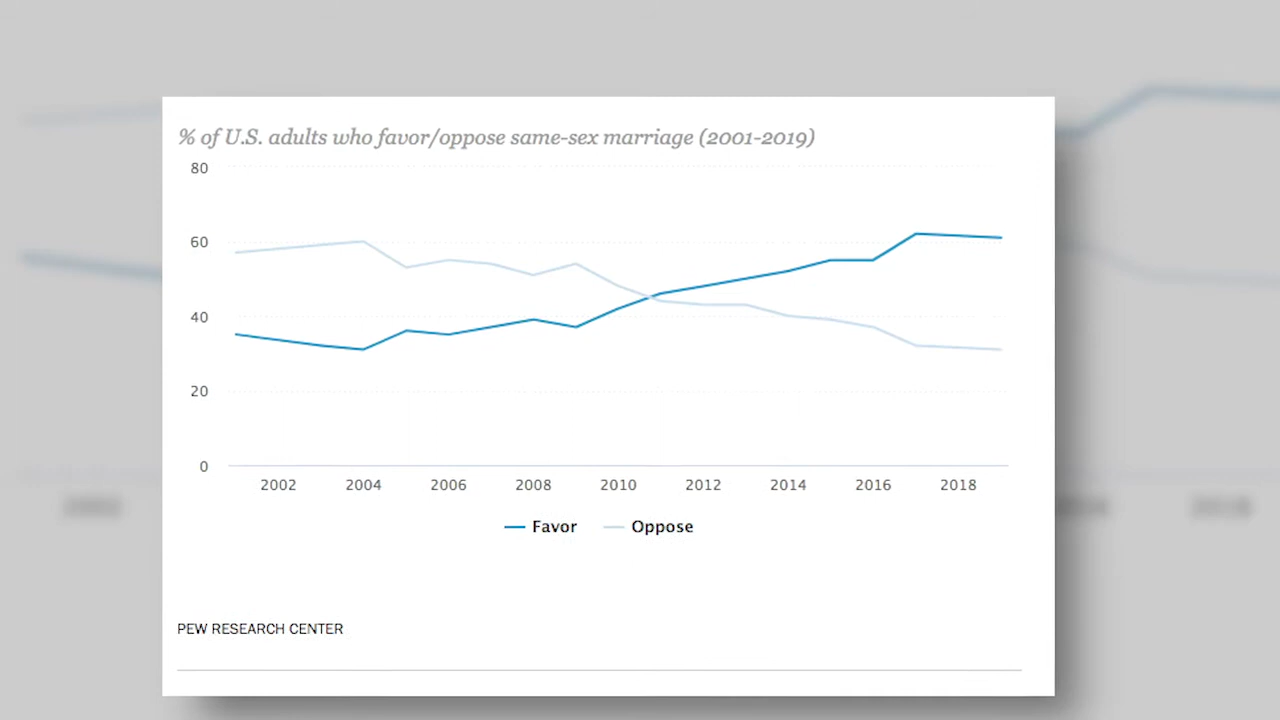 % of U.S. adults who favor/oppose same-sex marriage (2001-2019)
80
60
40
20
0
2002 2004 2006 2008 2010 2012 2014 2016 2018
Favor Oppose
PEW RESEARCH CENTER